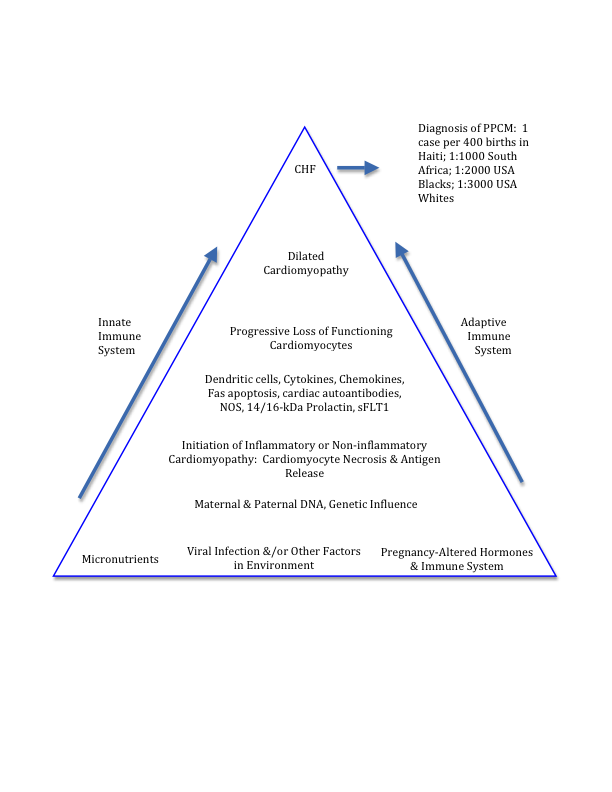 Diagnosis of PPCM:  1
case per 400 births in
Haiti; 1:1000 South
Africa; 1:2000 USA
Blacks; 1:3000 USA
Whites
CHF
Dilated
Cardiomyopathy
Innate
Immune
System
Adaptive
Immune
System
Progressive Loss of Functioning
Cardiomyocytes
Dendritic cells, Cytokines, Chemokines,
Fas apoptosis, cardiac autoantibodies,
NOS, 14/16-kDa Prolactin, sFLT1
Initiation of Inflammatory or Non-inflammatory
Cardiomyopathy:  Cardiomyocyte Necrosis & Antigen
Release
Maternal & Paternal DNA, Genetic Influence
Micronutrients
Viral Infection &/or Other Factors
in Environment
Pregnancy-Altered Hormones
& Immune System